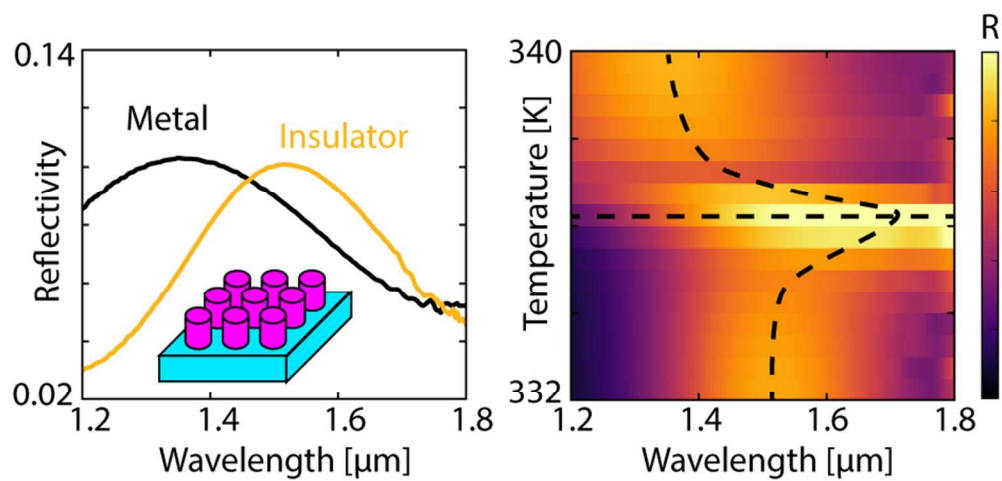 0.14
0.02
Reflectivity
Metal
Insulator
1.2 1.4 1.6 1.8
Wavelength [µm]
340
332
Temperature [K]
1.2 1.4 1.6 1.8
Wavelength [µm]
R